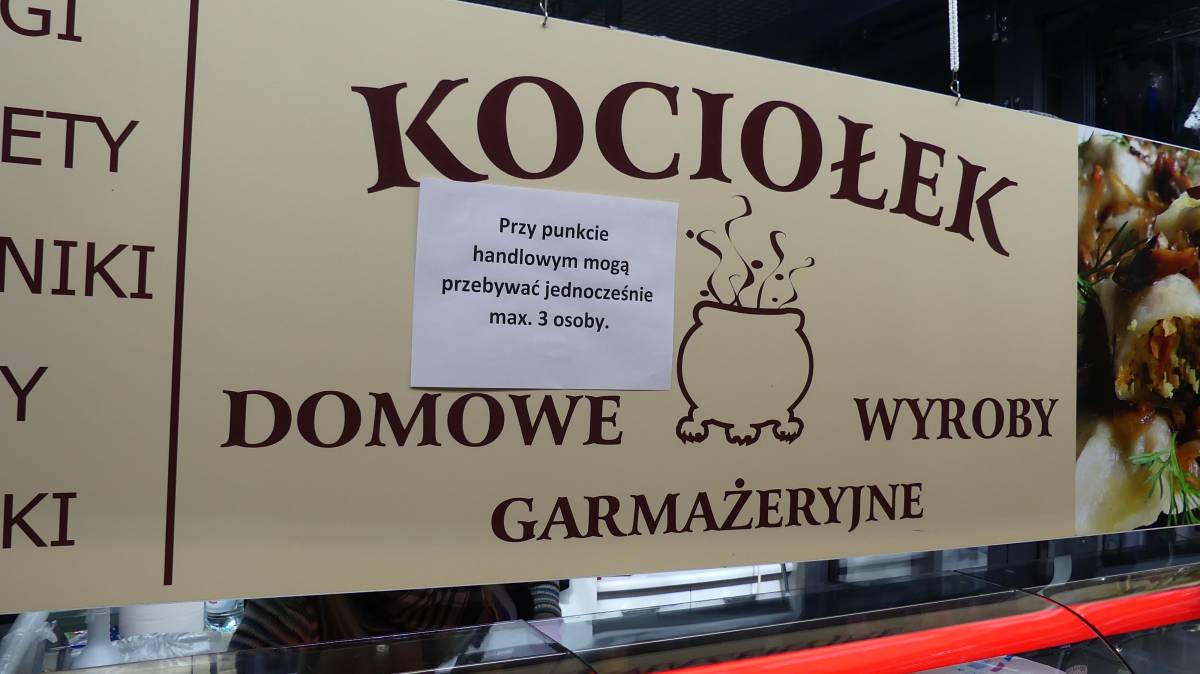 GI
ETY
NIKI
Y
KI
KOCIOŁEK
Przy punkcie
handlowym mogą
przebywać jednocześnie
max. 3 osoby.
DOMOWE WYROBY
GARMAŻERYJNE